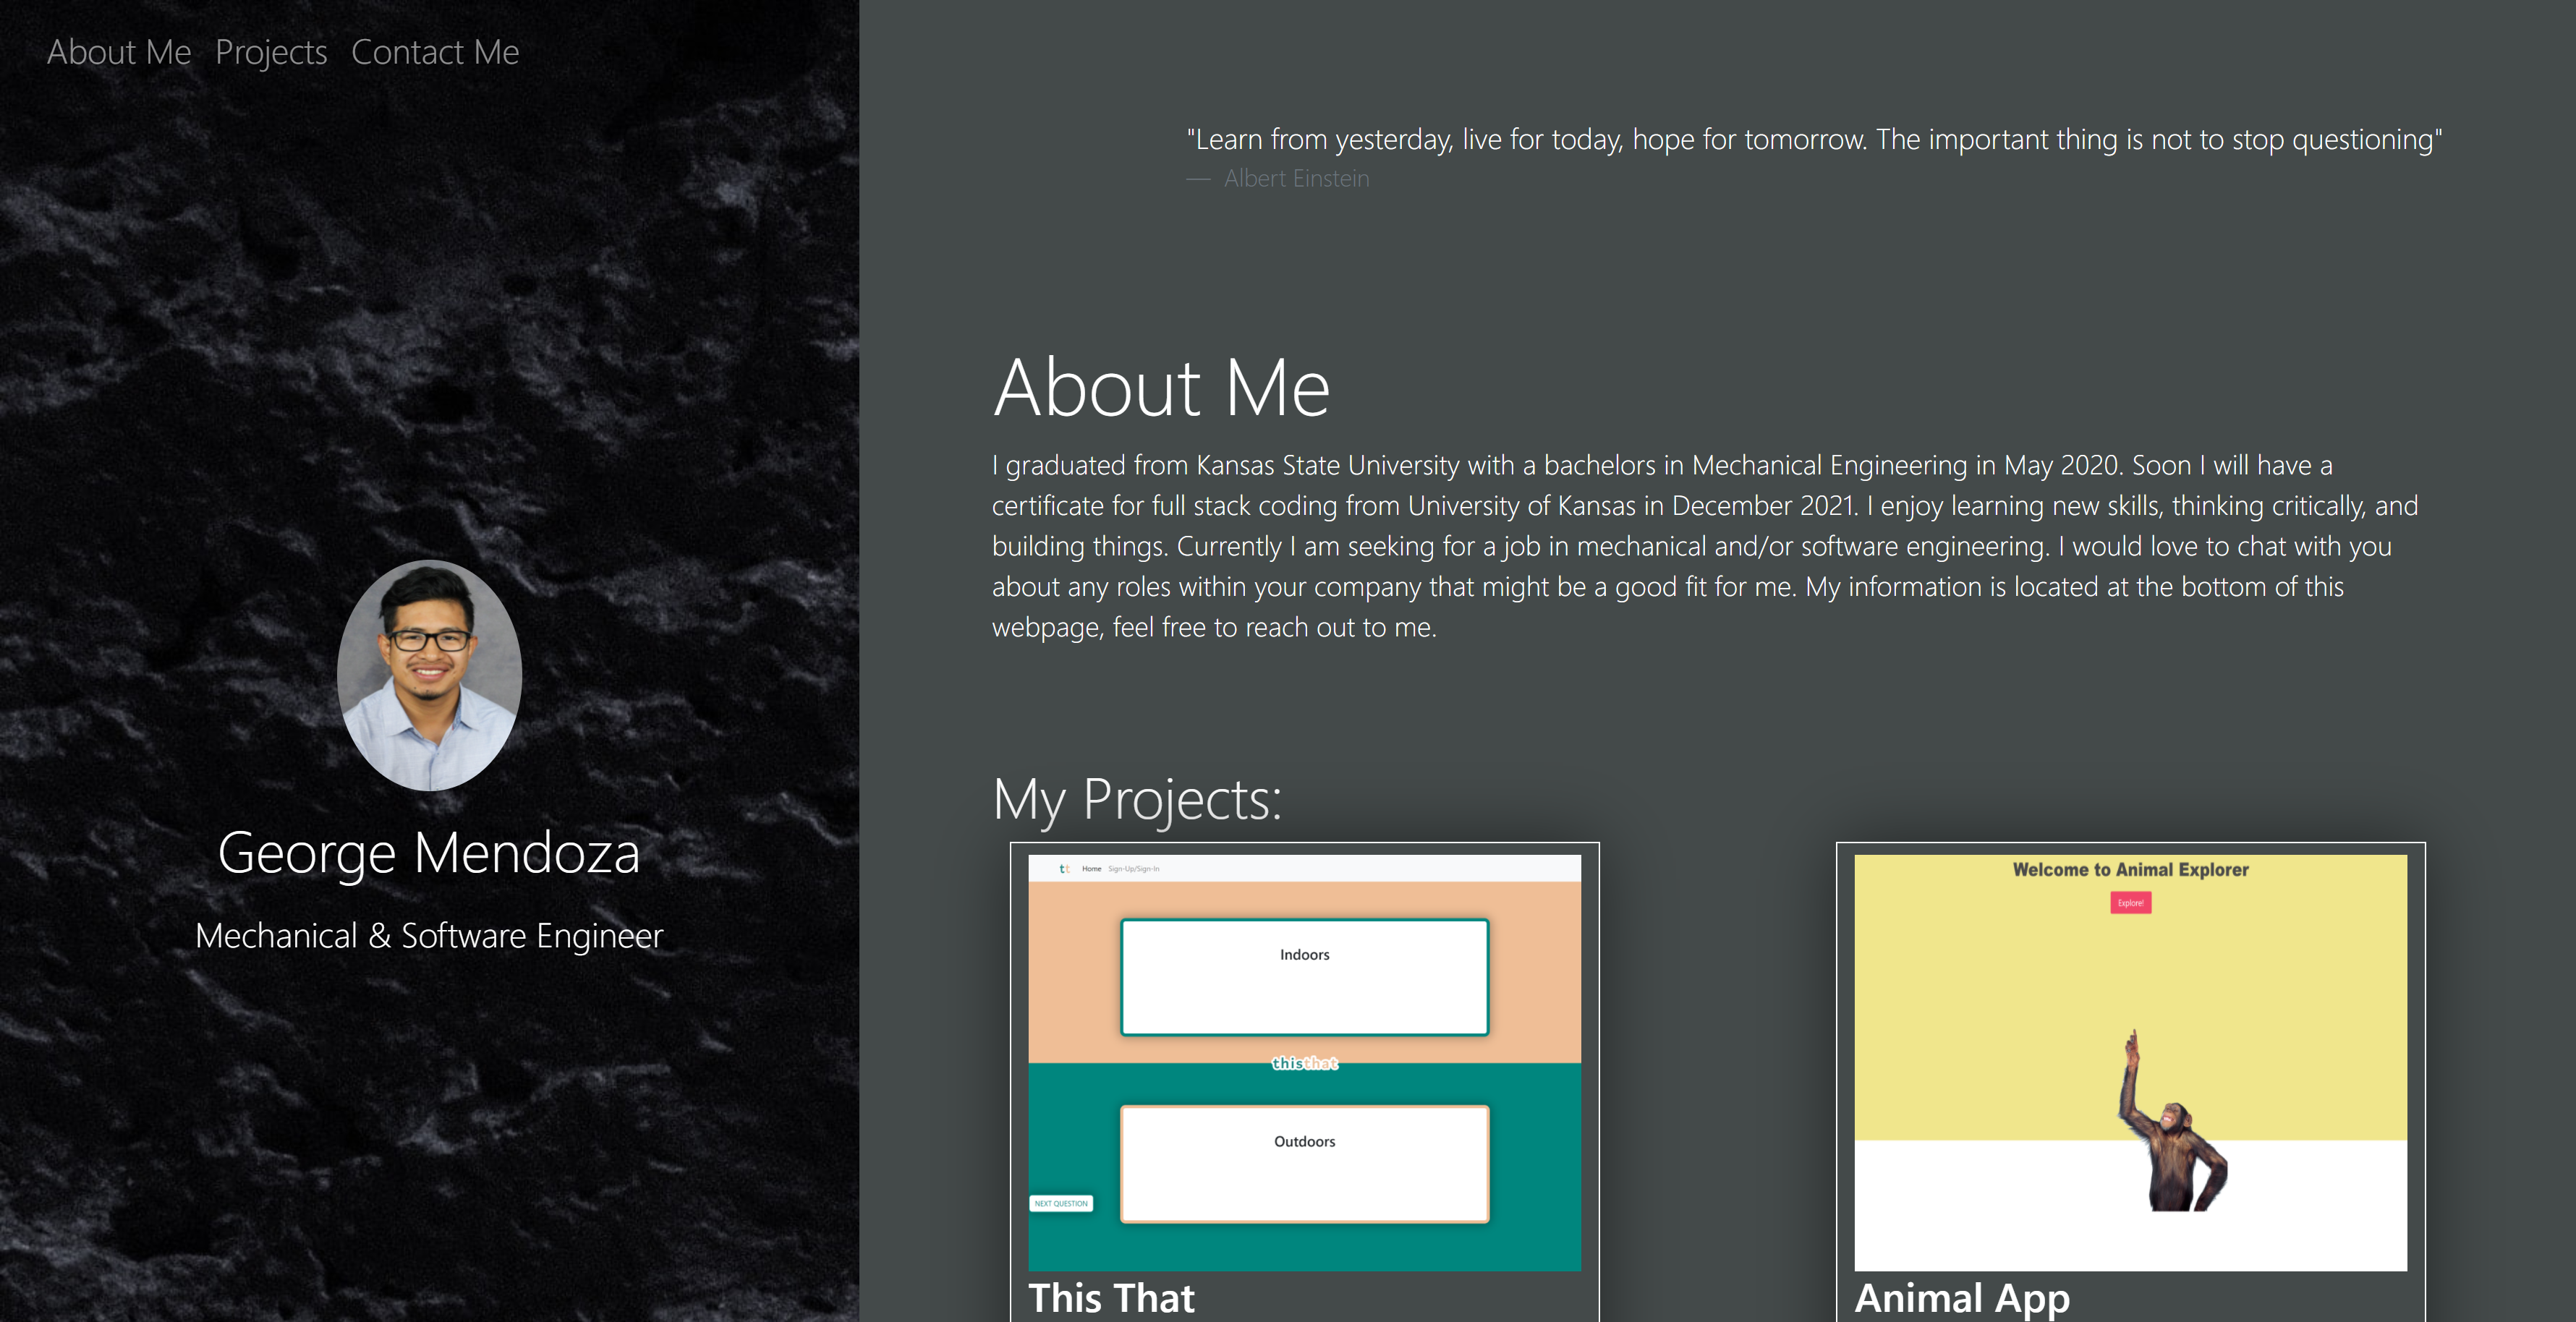 About Me Projects Contact Me
"Learn from yesterday, live for today, hope for tomorrow. The important thing is not to stop questioning"
— Albert Einstein
About Me
I graduated from Kansas State University with a bachelors in Mechanical Engineering in May 2020. Soon I will have a
certificate for full stack coding from University of Kansas in December 2021. I enjoy learning new skills, thinking critically, and
building things. Currently I am seeking for a job in mechanical and/or software engineering. I would love to chat with you
about any roles within your company that might be a good fit for me. My information is located at the bottom of this
webpage, feel free to reach out to me.
George Mendoza
Mechanical & Software Engineer
My Projects:
tt Home Sign-Up/Sign-In
Indoors
thisthat
Outdoors
NEXT QUESTION
This That
Welcome to Animal Explorer
Explore!
Animal App